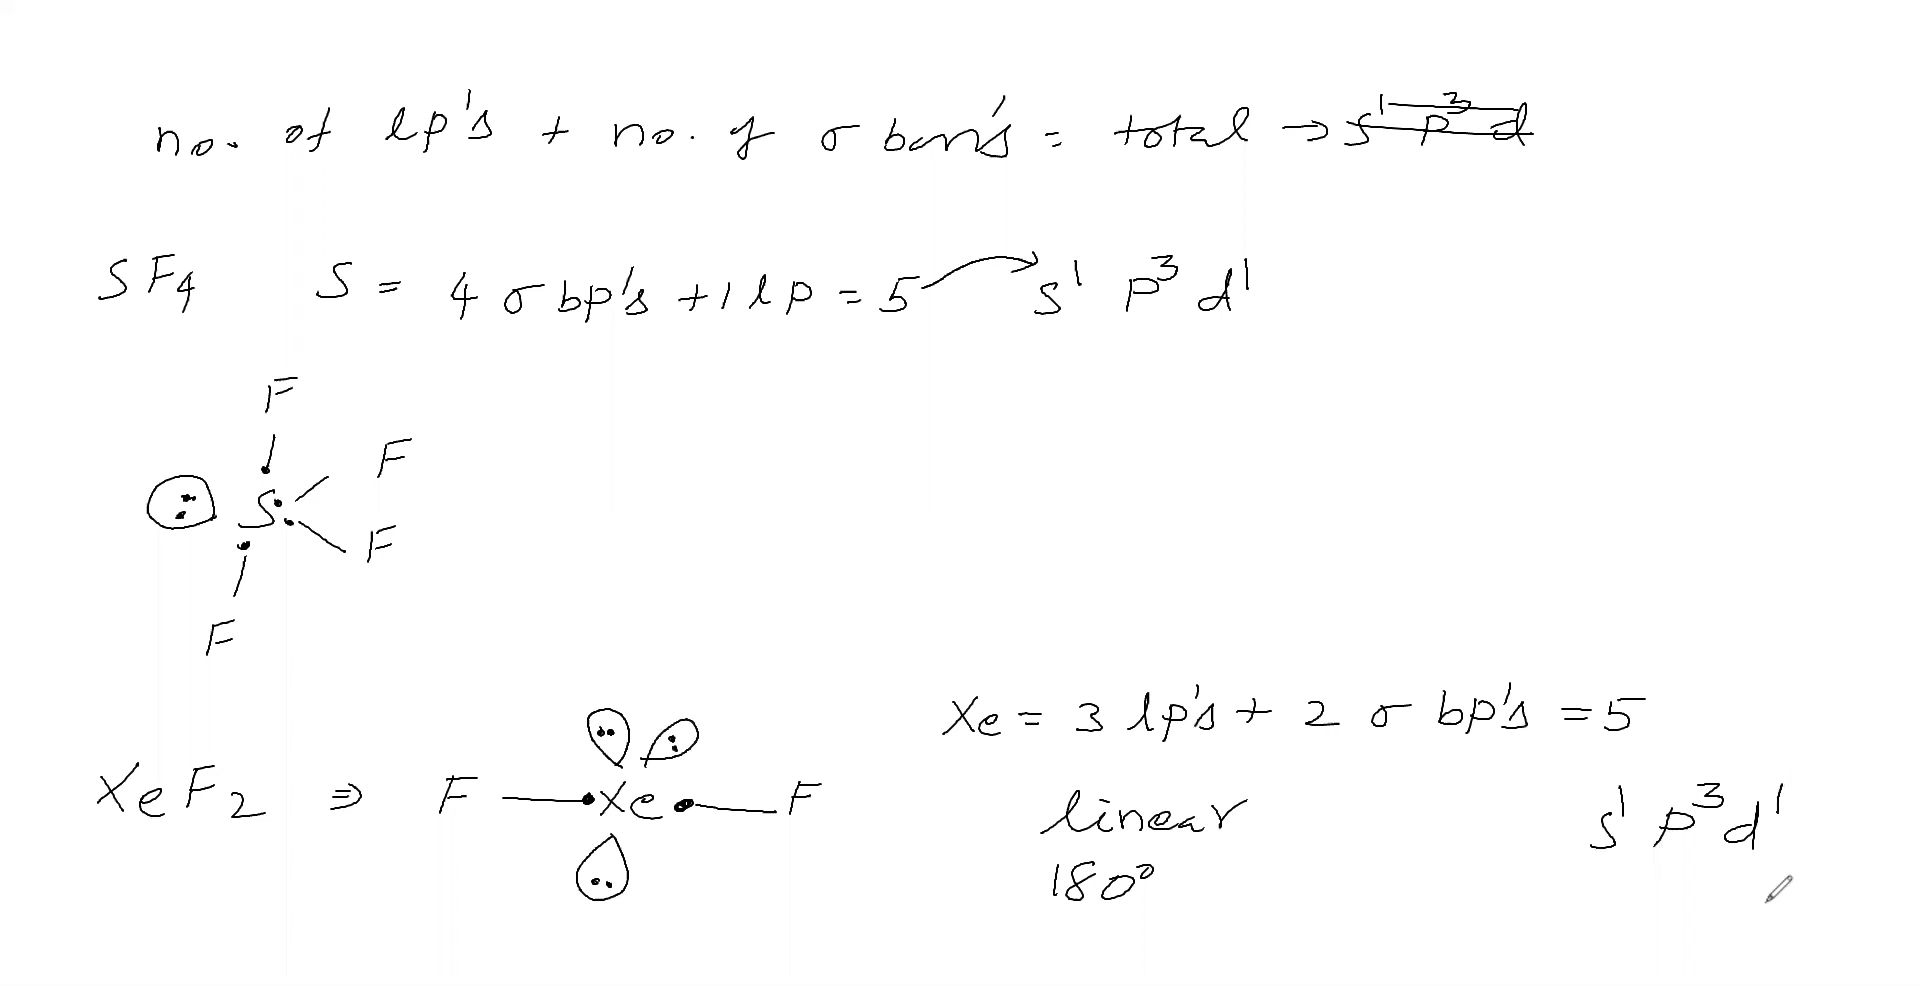 no. of lp's + no. of σ bon's = total → s¹ p³ d
SF₄ S = 4 σ bp's + 1 lp = 5 → s¹ p³ d¹
F
F
S
F
F
Xe = 3 lp's + 2 σ bp's = 5
XeF₂ ⇒ F — Xe — F linear s¹ p³ d¹
180°